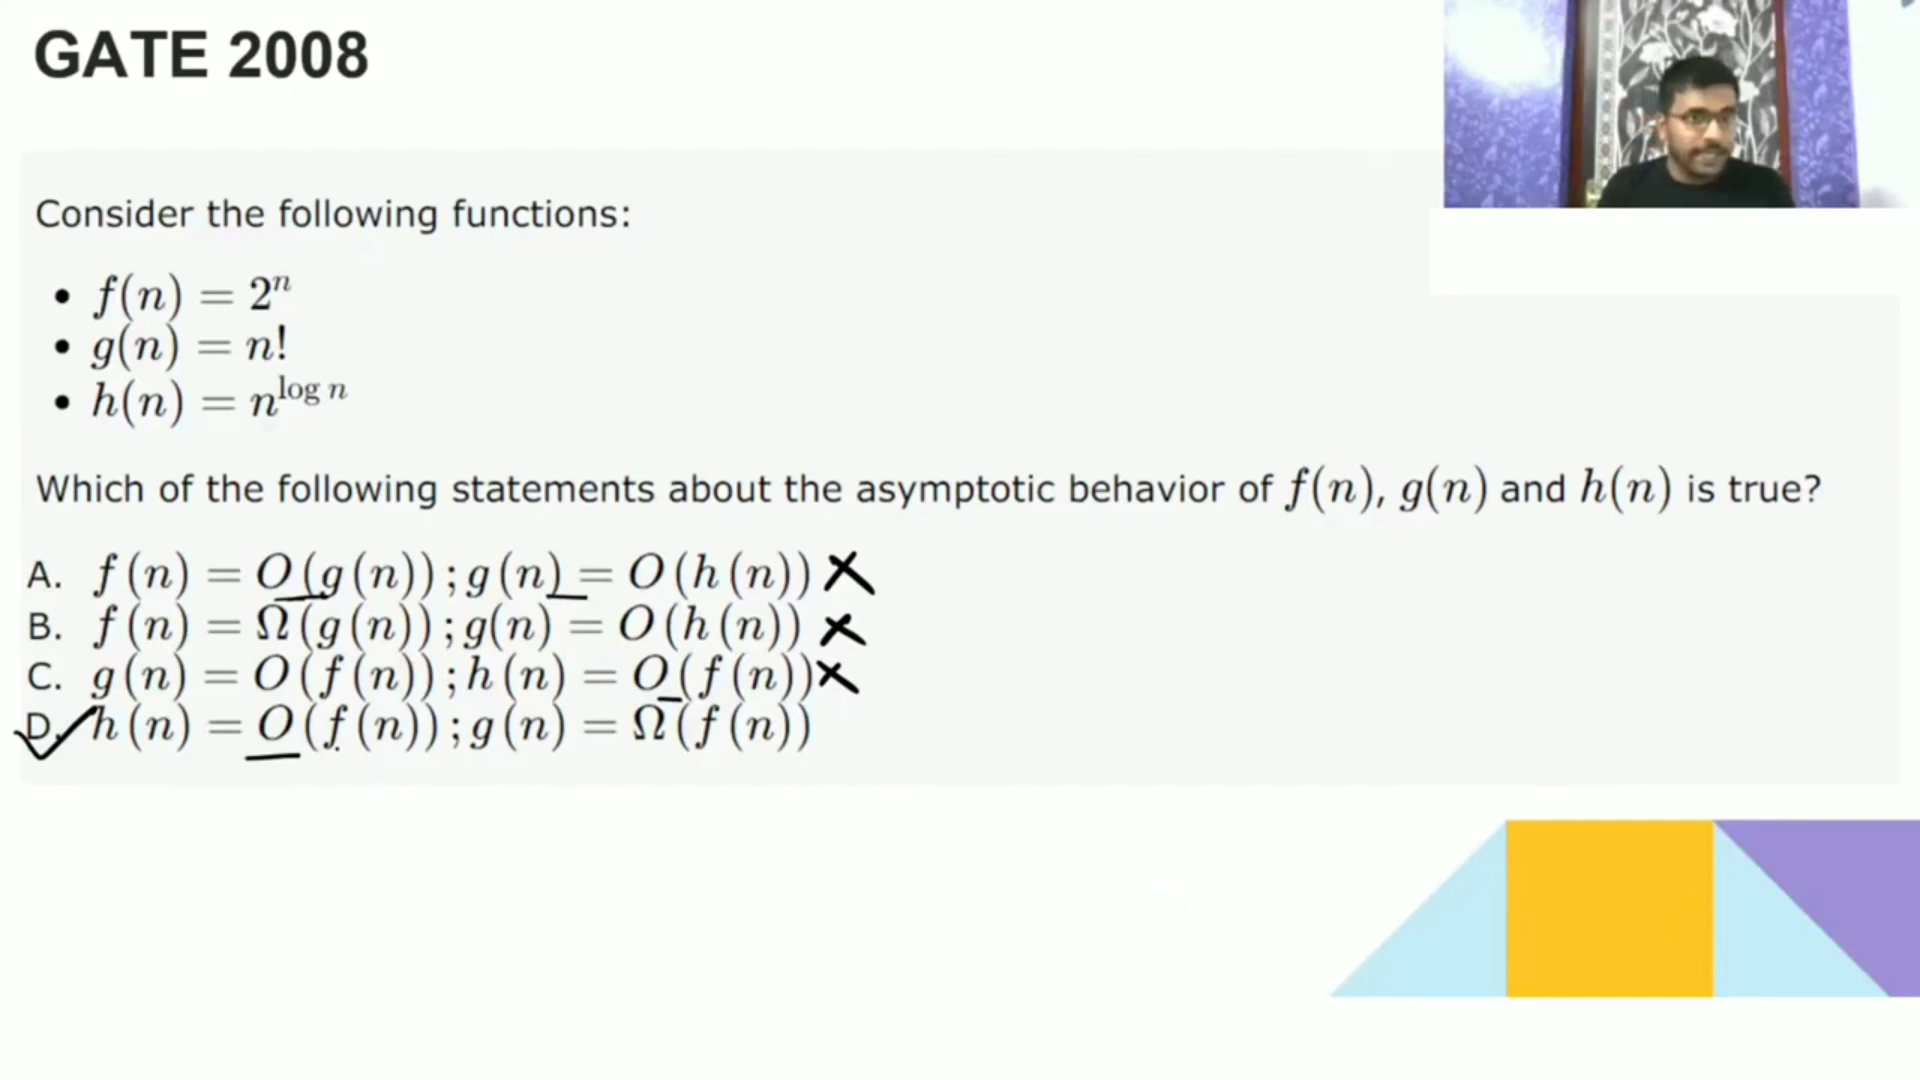 GATE 2008
Consider the following functions:
• f(n) = 2ⁿ
• g(n) = n!
• h(n) = n^{log n}
Which of the following statements about the asymptotic behavior of f(n), g(n) and h(n) is true?
A. f(n) = O(g(n)); g(n) = O(h(n))
B. f(n) = Ω(g(n)); g(n) = O(h(n))
C. g(n) = O(f(n)); h(n) = O(f(n))
D. h(n) = O(f(n)); g(n) = Ω(f(n))